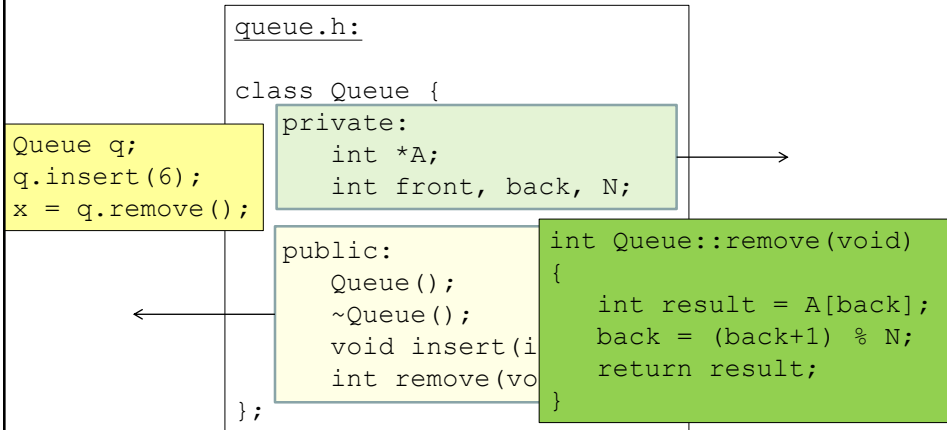 queue.h:
class Queue {
private:
int *A;
int front, back, N;
Queue q;
q.insert(6);
x = q.remove();
public:
Queue();
~Queue();
void insert(i
int remove(vo
};
int Queue::remove(void)
{
int result = A[back];
back = (back+1) % N;
return result;
}